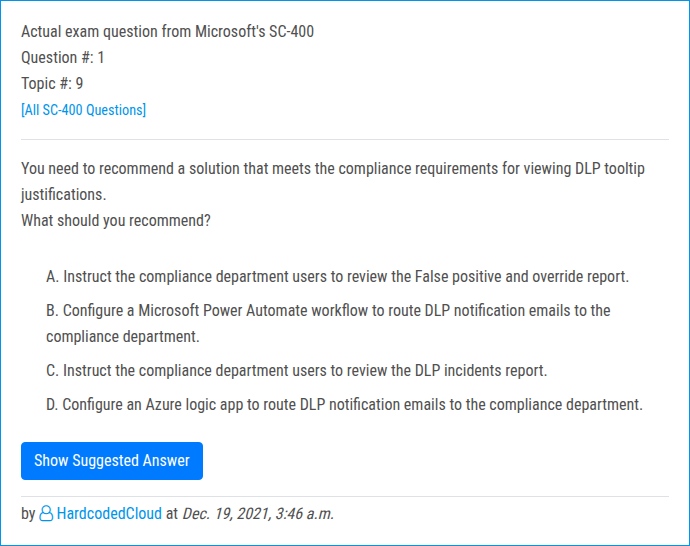 Actual exam question from Microsoft's SC-400
Question #: 1
Topic #: 9
[All SC-400 Questions]
You need to recommend a solution that meets the compliance requirements for viewing DLP tooltip
justifications.
What should you recommend?
A. Instruct the compliance department users to review the False positive and override report.
B. Configure a Microsoft Power Automate workflow to route DLP notification emails to the
compliance department.
C. Instruct the compliance department users to review the DLP incidents report.
D. Configure an Azure logic app to route DLP notification emails to the compliance department.
Show Suggested Answer
by HardcodedCloud at Dec. 19, 2021, 3:46 a.m.